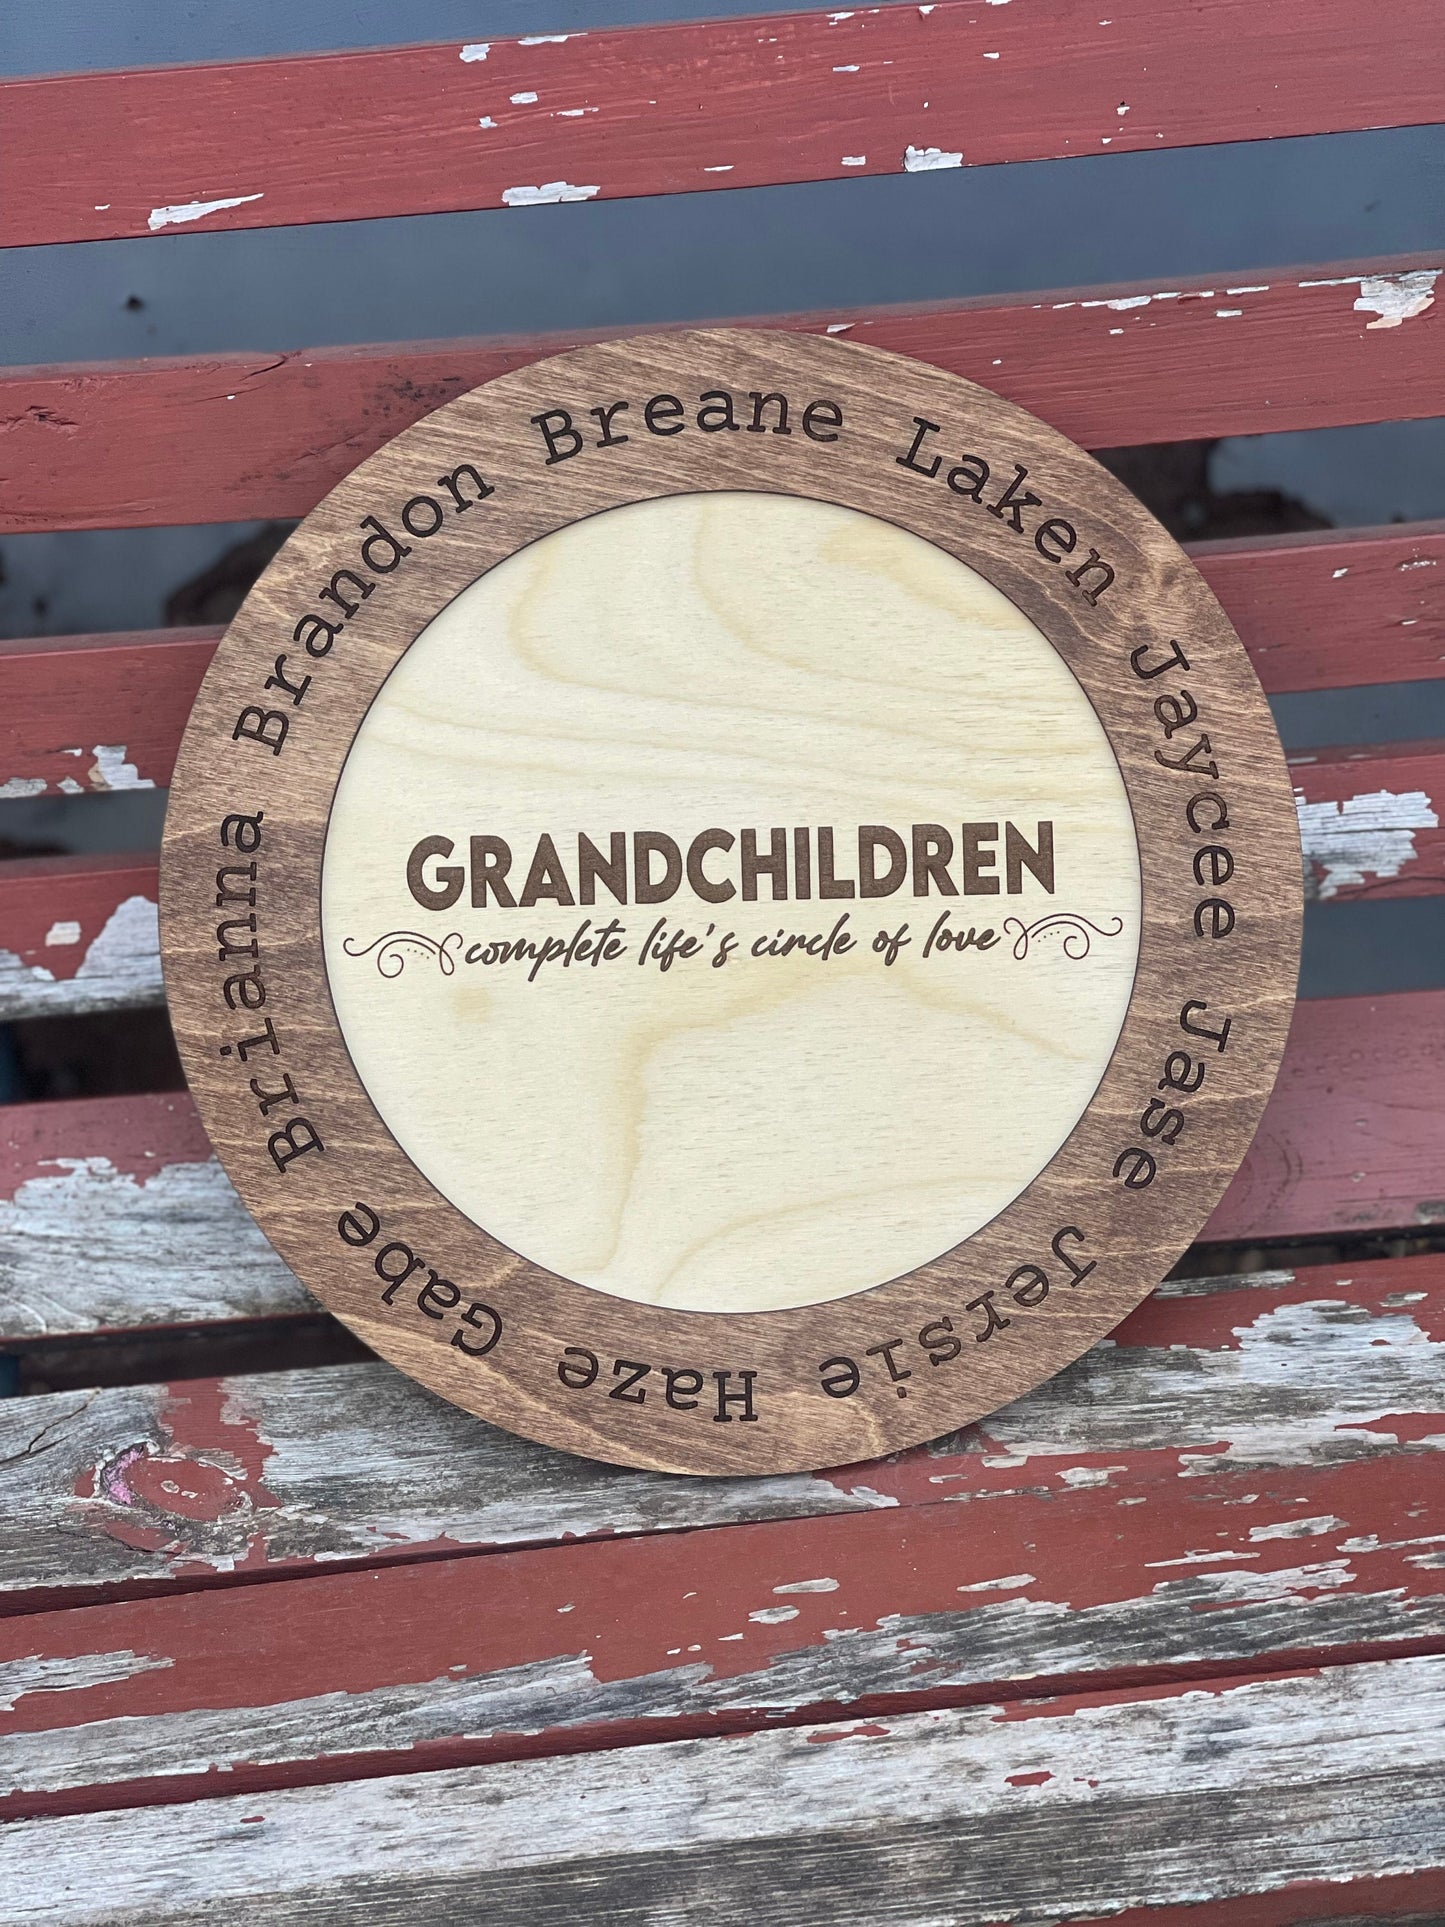 GRANDCHILDREN
complete life's circle of love
Brianna Brandon Breane Laken Jaycee Jase Jersie Haze Gabe